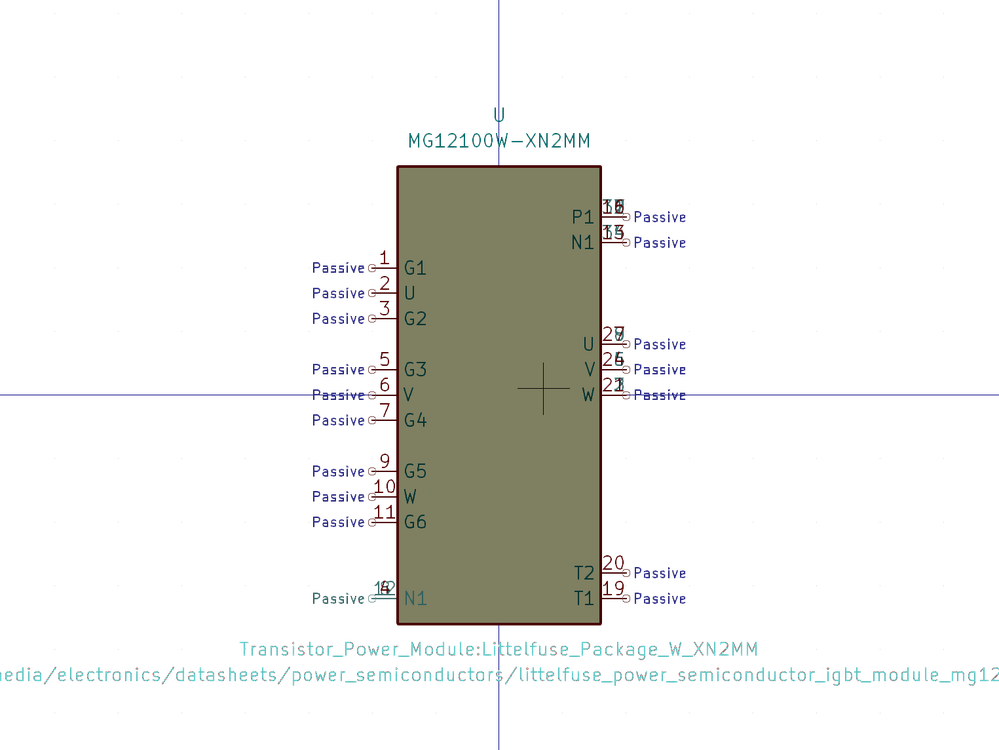 U
MG12100W-XN2MM
P1 Passive
N1 Passive
Passive 1 G1
Passive 2 U
Passive 3 G2
U Passive
Passive 5 G3
V Passive
Passive 6 V
W Passive
Passive 7 G4
Passive 9 G5
Passive 10 W
Passive 11 G6
T2 20 Passive
Passive N1
T1 19 Passive
Transistor_Power_Module:Littelfuse_Package_W_XN2MM
edia/electronics/datasheets/power_semiconductors/littelfuse_power_semiconductor_igbt_module_mg12